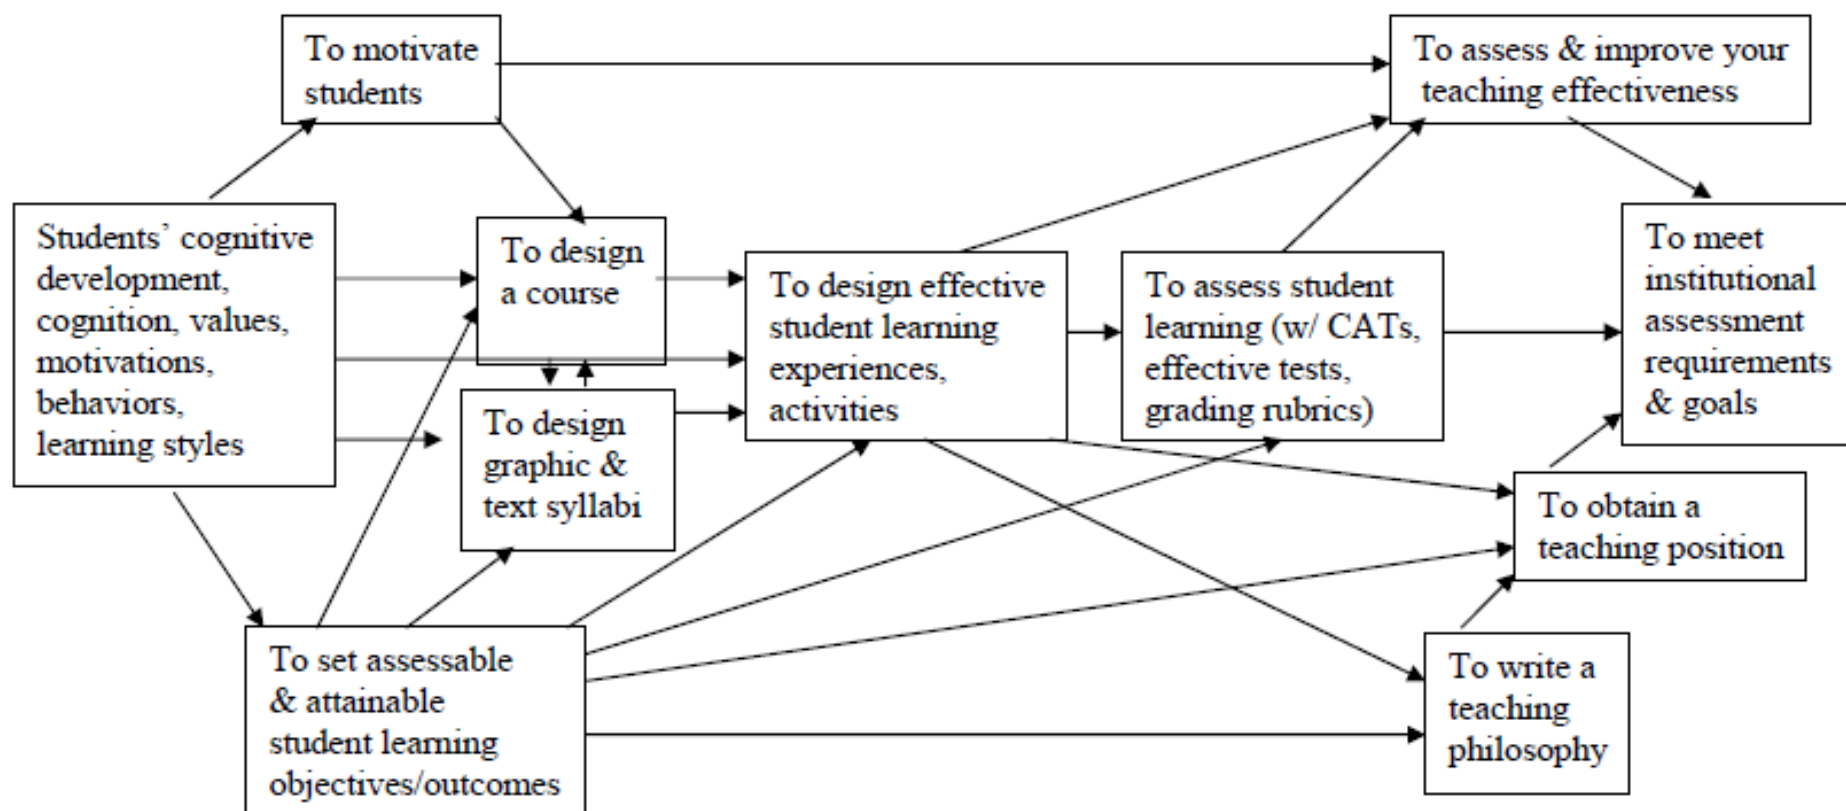 To motivate
students
To assess & improve your
teaching effectiveness
Students’ cognitive
development,
cognition, values,
motivations,
behaviors,
learning styles
To design
a course
To design effective
student learning
experiences,
activities
To assess student
learning (w/ CATs,
effective tests,
grading rubrics)
To meet
institutional
assessment
requirements
& goals
To design
graphic &
text syllabi
To obtain a
teaching position
To set assessable
& attainable
student learning
objectives/outcomes
To write a
teaching
philosophy